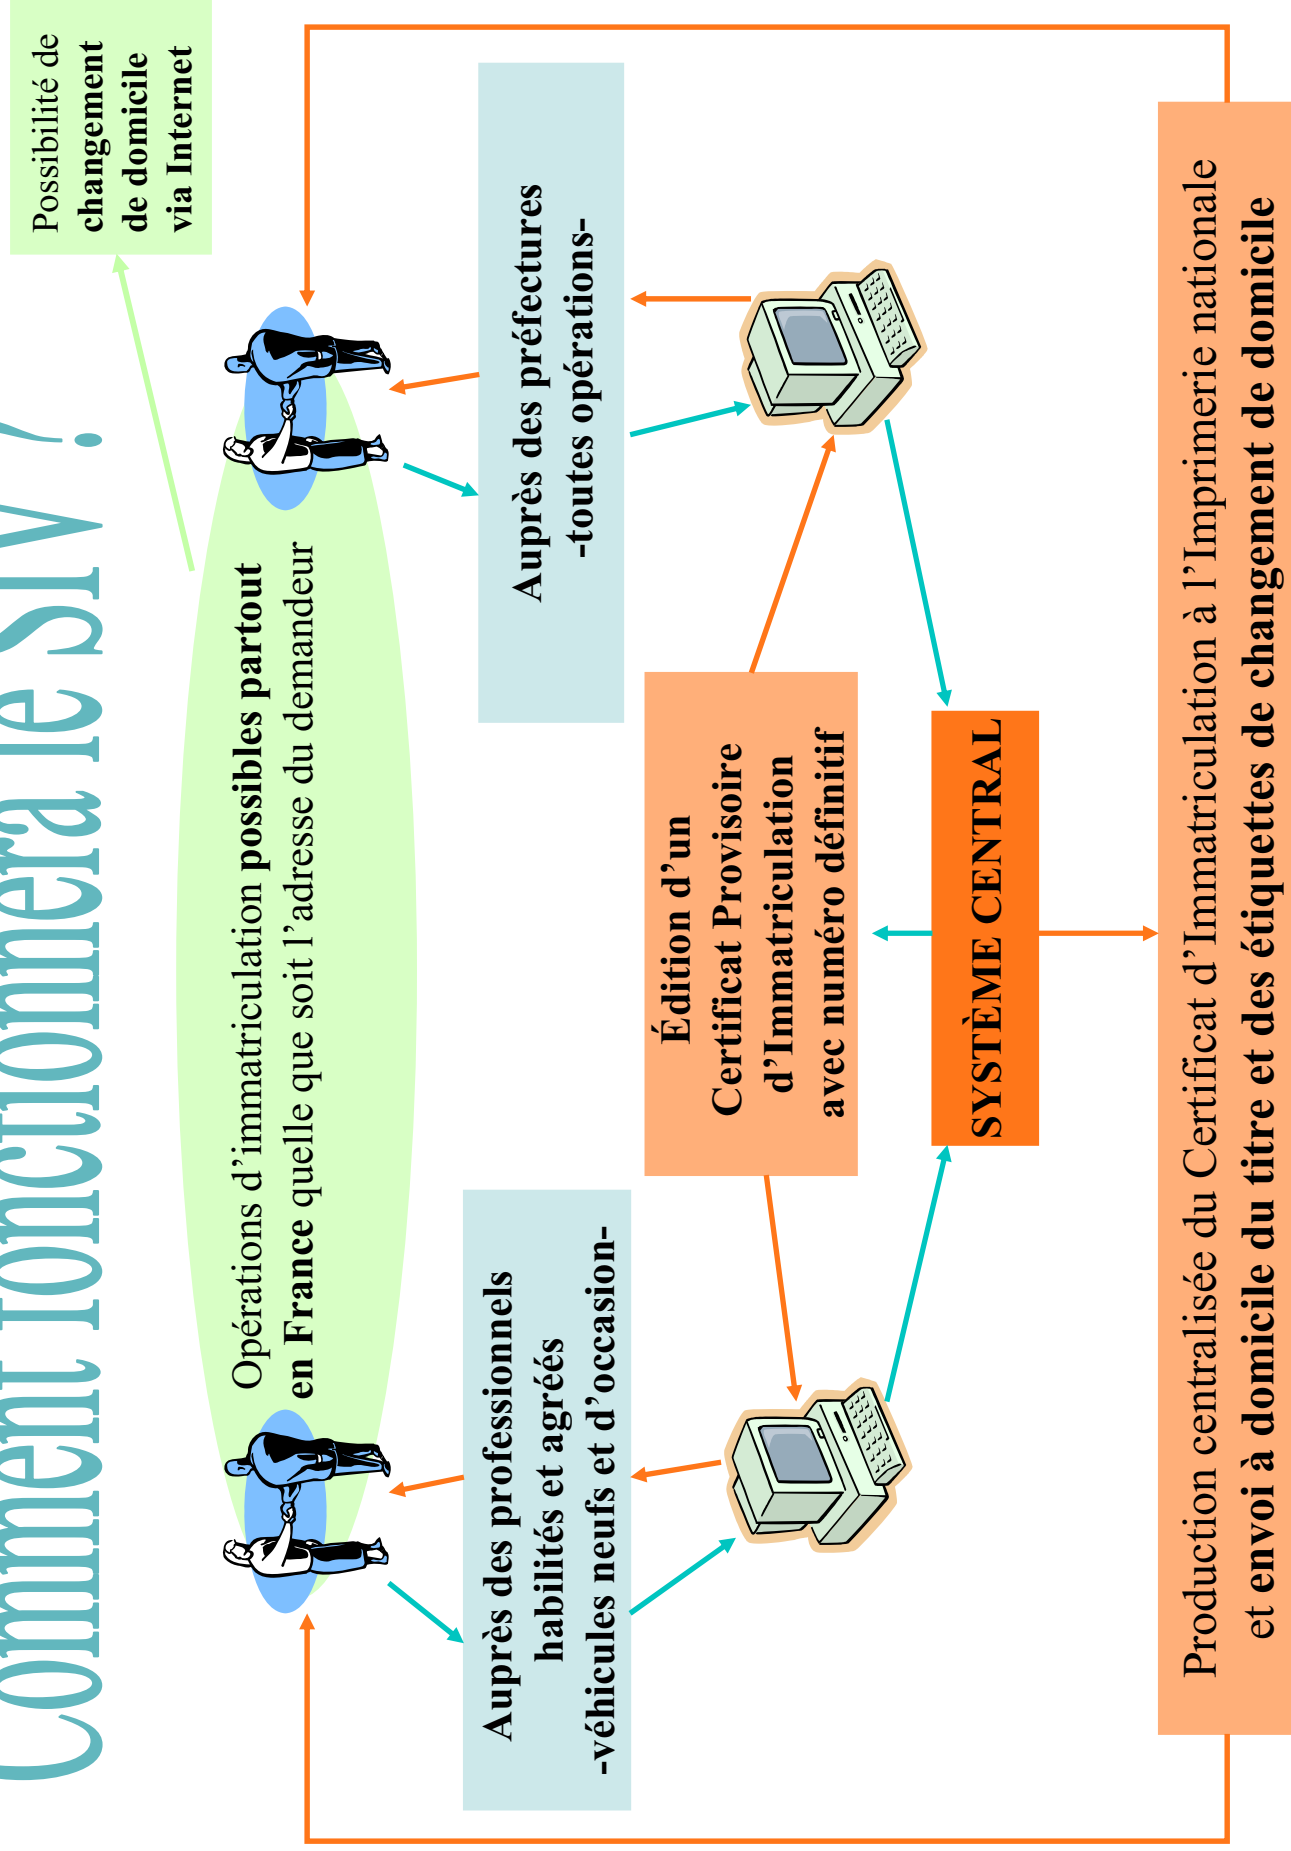 Comment fonctionnera le SIV ?
Possibilité de
changement
de domicile
via Internet
Opérations d’immatriculation possibles partout
en France quelle que soit l’adresse du demandeur
Auprès des professionnels
habilités et agréés
-véhicules neufs et d’occasion-
Auprès des préfectures
-toutes opérations-
Édition d’un
Certificat Provisoire
d’Immatriculation
avec numéro définitif
SYSTÈME CENTRAL
Production centralisée du Certificat d’Immatriculation à l’Imprimerie nationale
et envoi à domicile du titre et des étiquettes de changement de domicile